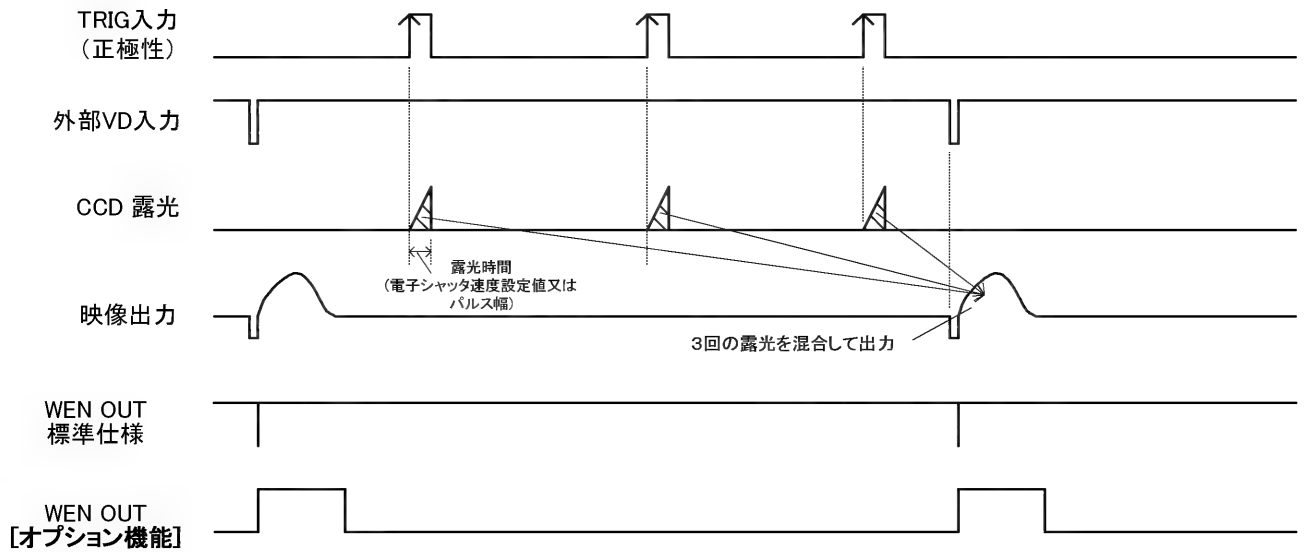 TRIG入力
（正極性）
外部VD入力
CCD 露光
露光時間
（電子シャッタ速度設定値又は
パルス幅）
映像出力
3回の露光を混合して出力
WEN OUT
標準仕様
WEN OUT
[オプション機能]